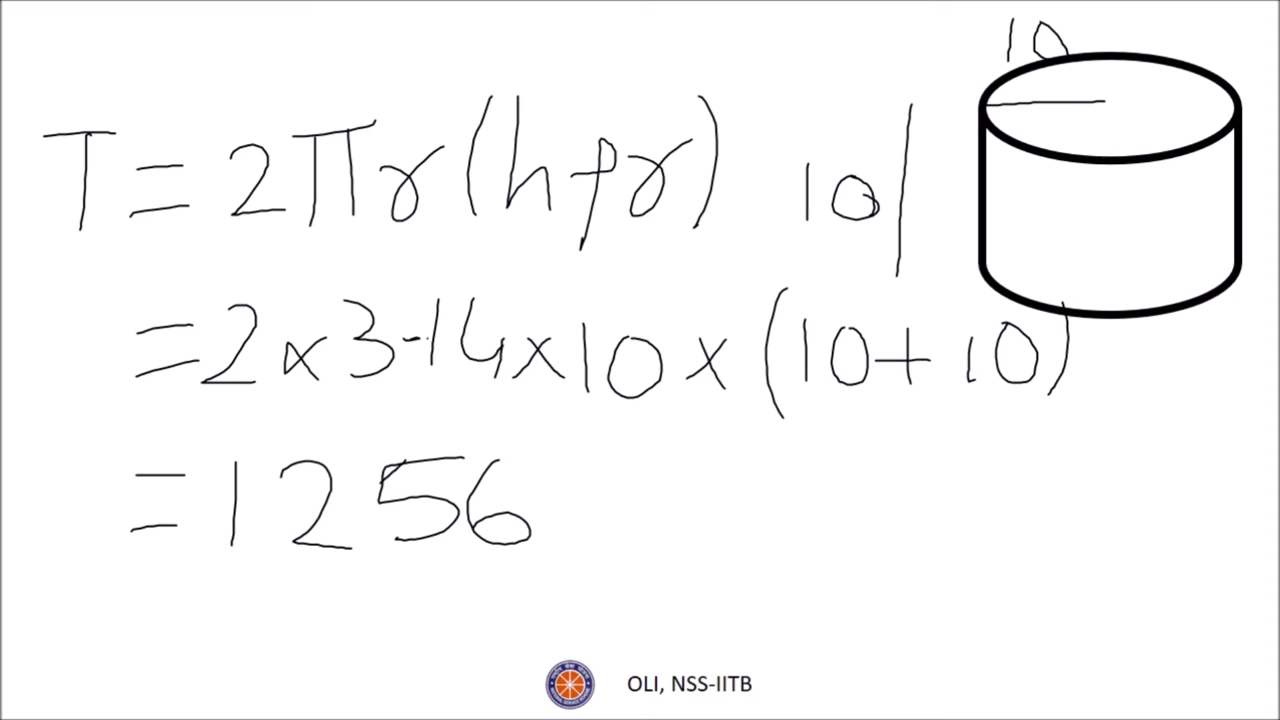 10
T = 2πr(h+r) 10
= 2×3.14×10×(10+10)
= 1256
OLI, NSS-IITB